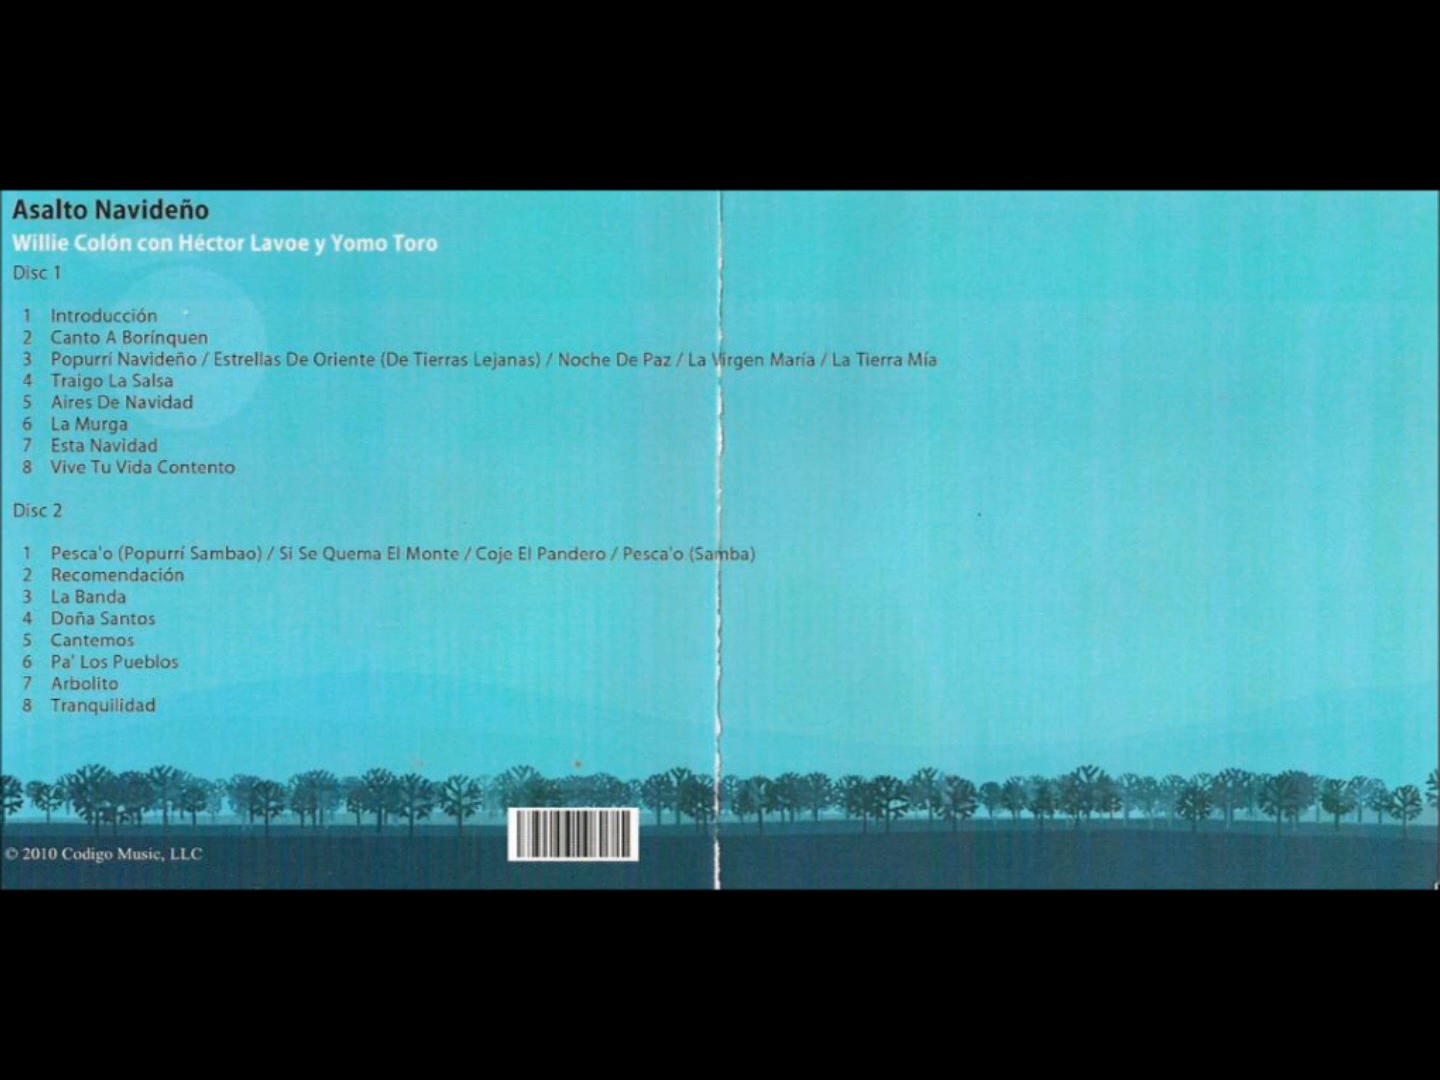 Asalto Navideño
Willie Colón con Héctor Lavoe y Yomo Toro
Disc 1
1 Introducción
2 Canto A Borínquen
3 Popurrí Navideño / Estrellas De Oriente (De Tierras Lejanas) / Noche De Paz / La Virgen María / La Tierra Mía
4 Traigo La Salsa
5 Aires De Navidad
6 La Murga
7 Esta Navidad
8 Vive Tu Vida Contento
Disc 2
1 Pesca'o (Popurrí Sambao) / Si Se Quema El Monte / Coje El Pandero / Pesca'o (Samba)
2 Recomendación
3 La Banda
4 Doña Santos
5 Cantemos
6 Pa' Los Pueblos
7 Arbolito
8 Tranquilidad
© 2010 Codigo Music, LLC